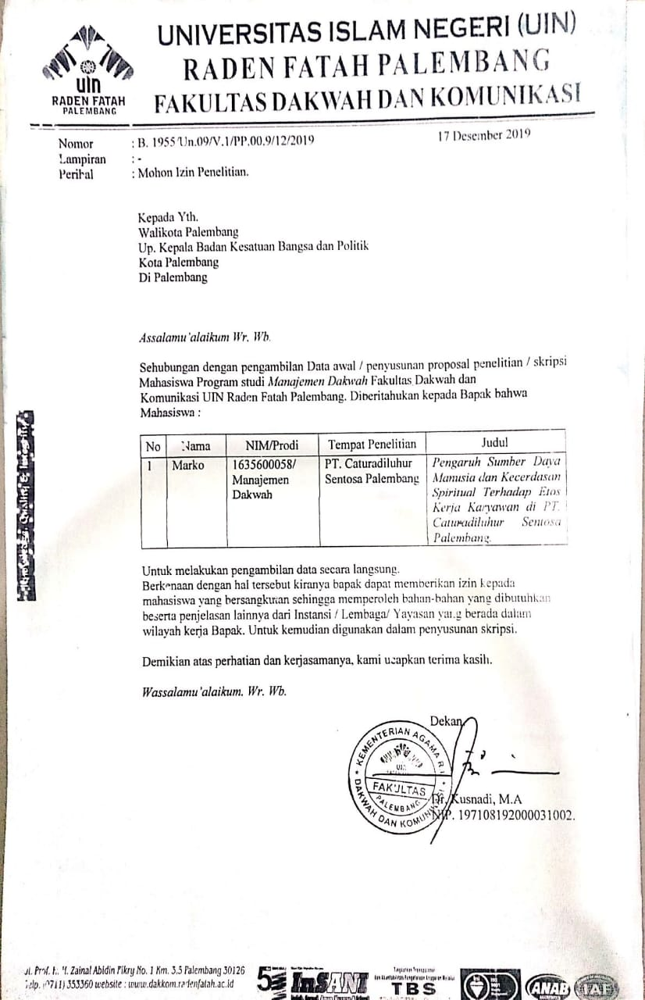 UNIVERSITAS ISLAM NEGERI (UIN)
RADEN FATAH PALEMBANG
FAKULTAS DAKWAH DAN KOMUNIKASI
uin
RADEN FATAH
PALEMBANG
Nomor : B. 1955/Un.09/V.1/PP.00.9/12/2019
17 Desember 2019
Lampiran : -
Perihal : Mohon Izin Penelitian.
Kepada Yth.
Walikota Palembang
Up. Kepala Badan Kesatuan Bangsa dan Politik
Kota Palembang
Di Palembang
Assalamu'alaikum Wr. Wb.
Sehubungan dengan pengambilan Data awal / penyusunan proposal penelitian / skripsi
Mahasiswa Program studi Manajemen Dakwah Fakultas Dakwah dan
Komunikasi UIN Raden Fatah Palembang. Diberitahukan kepada Bapak bahwa
Mahasiswa :
No Nama NIM/Prodi Tempat Penelitian Judul
1 Marko 1635600058/ PT. Caturadiluhur Pengaruh Sumber Daya
Manajemen Sentosa Palembang Manusia dan Kecerdasan
Dakwah Spiritual Terhadap Etos
Kerja Karyawan di PT.
Caturadiluhur Sentosa
Palembang.
Untuk melakukan pengambilan data secara langsung.
Berkenaan dengan hal tersebut kiranya bapak dapat memberikan izin kepada
mahasiswa yang bersangkutan sehingga memperoleh bahan-bahan yang dibutuhkan
beserta penjelasan lainnya dari Instansi / Lembaga/ Yayasan yang berada dalam
wilayah kerja Bapak. Untuk kemudian digunakan dalam penyusunan skripsi.
Demikian atas perhatian dan kerjasamanya, kami ucapkan terima kasih.
Wassalamu'alaikum. Wr. Wb.
Dekan,
KEMENTERIAN AGAMA R.I
UIN
FAKULTAS
PALEMBANG
DAKWAH DAN KOMUNIKASI
Dr. Kusnadi, M.A
NIP. 197108192000031002.
Jl. Prof. K. H. Zainal Abidin Fikry No. 1 Km. 3.5 Palembang 30126
Telp. (0711) 353360 website : www.dakkom.radenfatah.ac.id
5
InSANI
TBS
ANAB
IAF